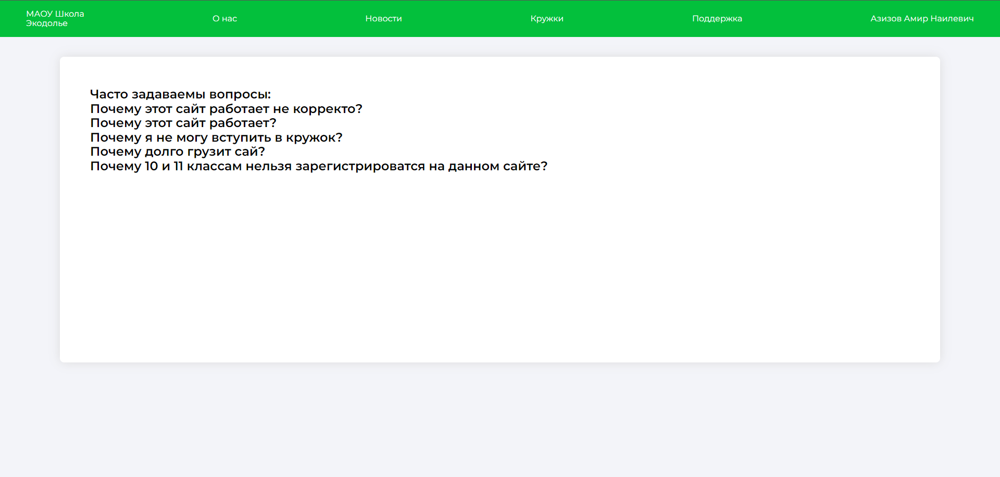 МАОУ Школа
Экодолье
О нас
Новости
Кружки
Поддержка
Азизов Амир Наилевич
Часто задаваемы вопросы:
Почему этот сайт работает не корректо?
Почему этот сайт работает?
Почему я не могу вступить в кружок?
Почему долго грузит сай?
Почему 10 и 11 классам нельзя зарегистрироватся на данном сайте?